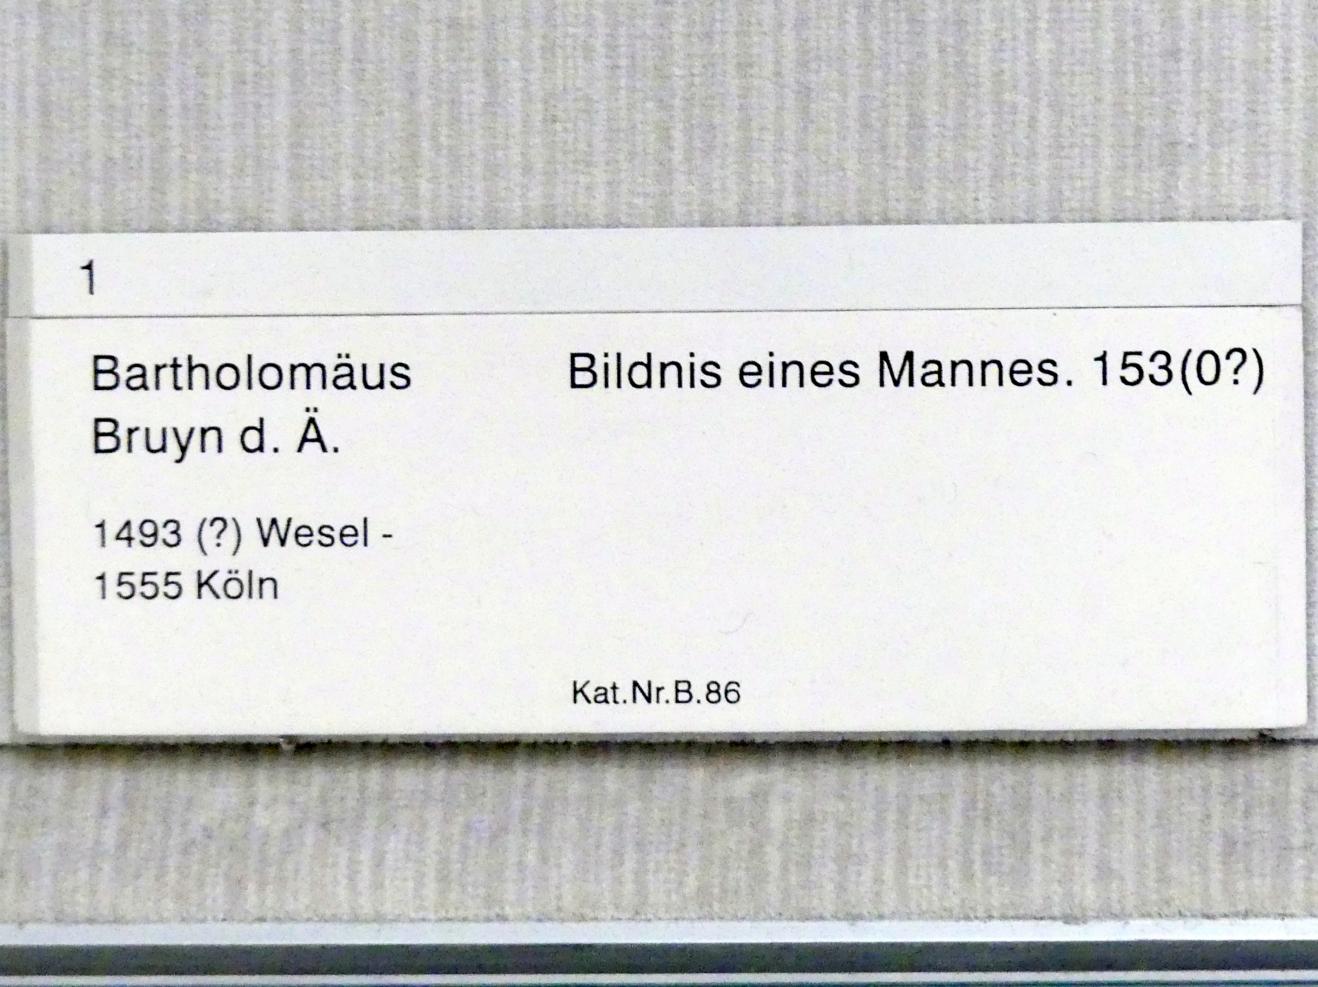 1
Bartholomäus
Bruyn d. Ä.
1493 (?) Wesel -
1555 Köln
Bildnis eines Mannes. 153(0?)
Kat.Nr.B.86